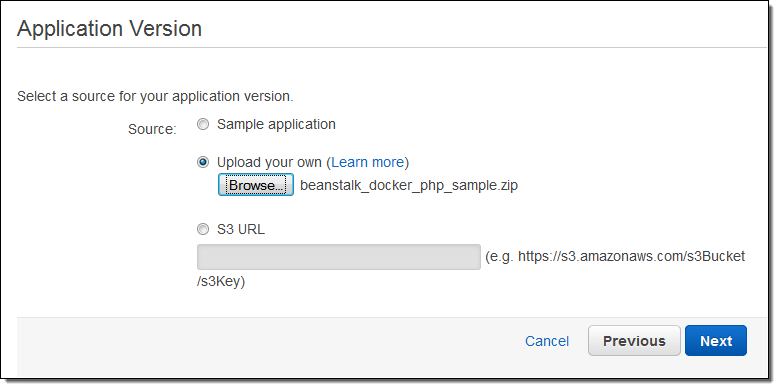 Application Version
Select a source for your application version.
Source: Sample application
Upload your own (Learn more)
Browse... beanstalk_docker_php_sample.zip
S3 URL
(e.g. https://s3.amazonaws.com/s3Bucket
/s3Key)
Cancel Previous Next